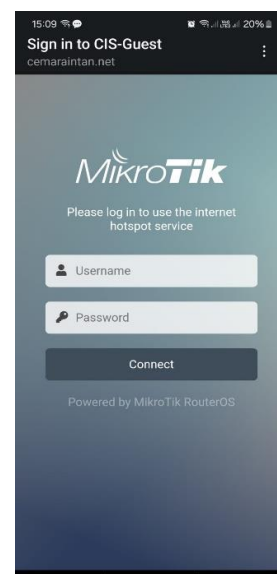 15:09
20%
Sign in to CIS-Guest
cemaraintan.net
MikroTik
Please log in to use the internet
hotspot service
Username
Password
Connect
Powered by MikroTik RouterOS